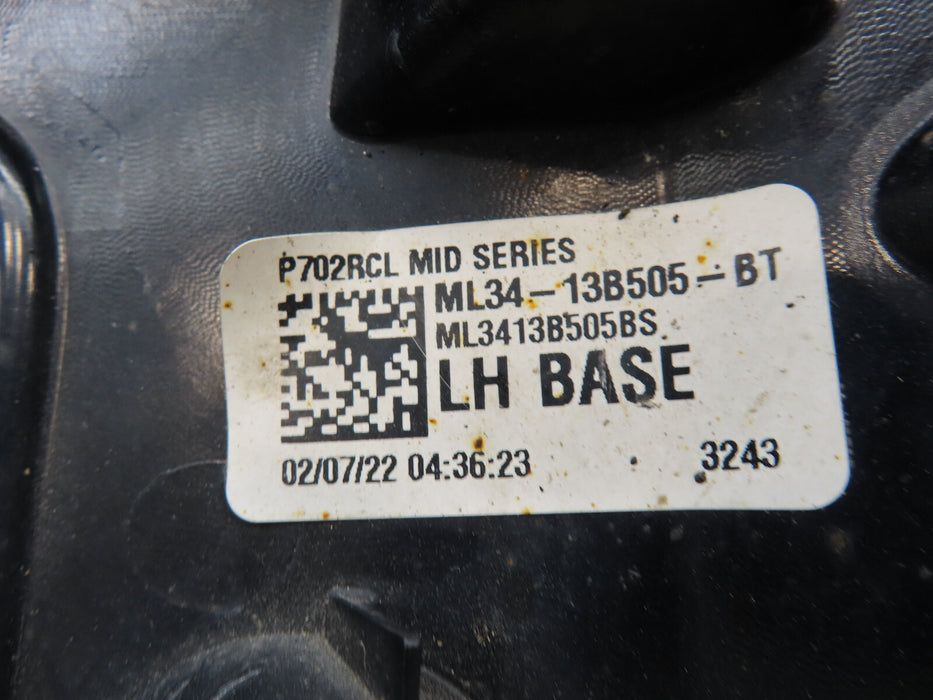 P702RCL MID SERIES
ML34-13B505-BT
ML3413B505BS
LH BASE
02/07/22 04:36:23
3243